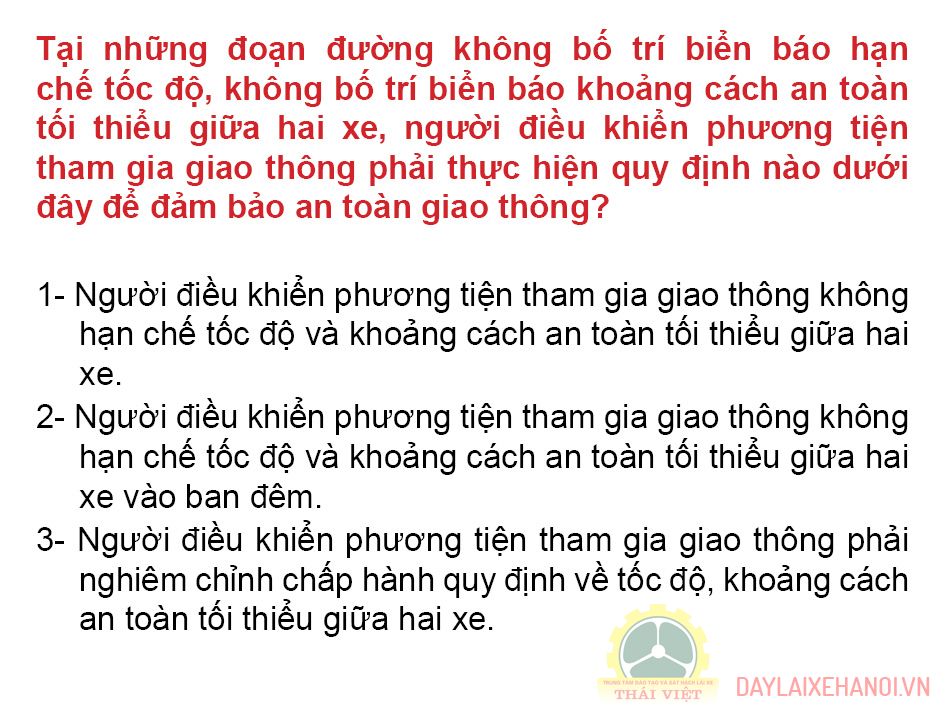 Tại những đoạn đường không bố trí biển báo hạn
chế tốc độ, không bố trí biển báo khoảng cách an toàn
tối thiểu giữa hai xe, người điều khiển phương tiện
tham gia giao thông phải thực hiện quy định nào dưới
đây để đảm bảo an toàn giao thông?
1- Người điều khiển phương tiện tham gia giao thông không
hạn chế tốc độ và khoảng cách an toàn tối thiểu giữa hai
xe.
2- Người điều khiển phương tiện tham gia giao thông không
hạn chế tốc độ và khoảng cách an toàn tối thiểu giữa hai
xe vào ban đêm.
3- Người điều khiển phương tiện tham gia giao thông phải
nghiêm chỉnh chấp hành quy định về tốc độ, khoảng cách
an toàn tối thiểu giữa hai xe.
TRUNG TÂM ĐÀO TẠO VÀ SÁT HẠCH LÁI XE
THÁI VIỆT
DAYLAIXEHANOI.VN